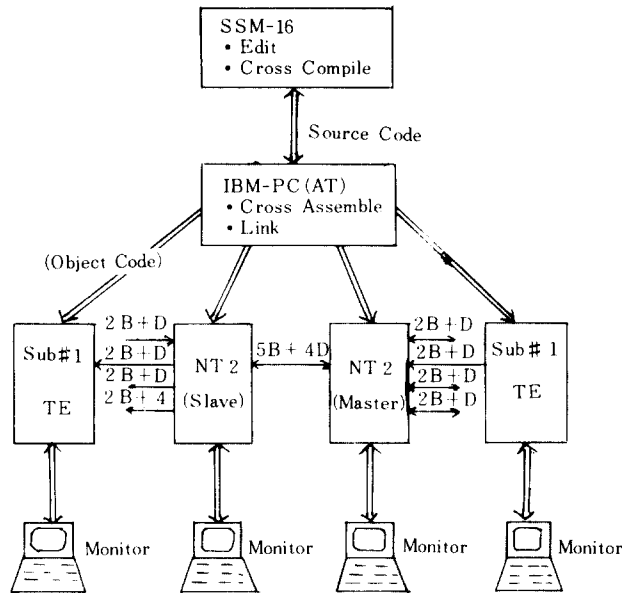 SSM-16
• Edit
• Cross Compile
Source Code
IBM-PC(AT)
• Cross Assemble
• Link
(Object Code)
Sub#1
TE
2B+D
2B+D
2B+D
2B+4
NT2
(Slave)
5B+4D
NT2
(Master)
2B+D
2B+D
2B+D
2B+D
Sub#1
TE
Monitor
Monitor
Monitor
Monitor